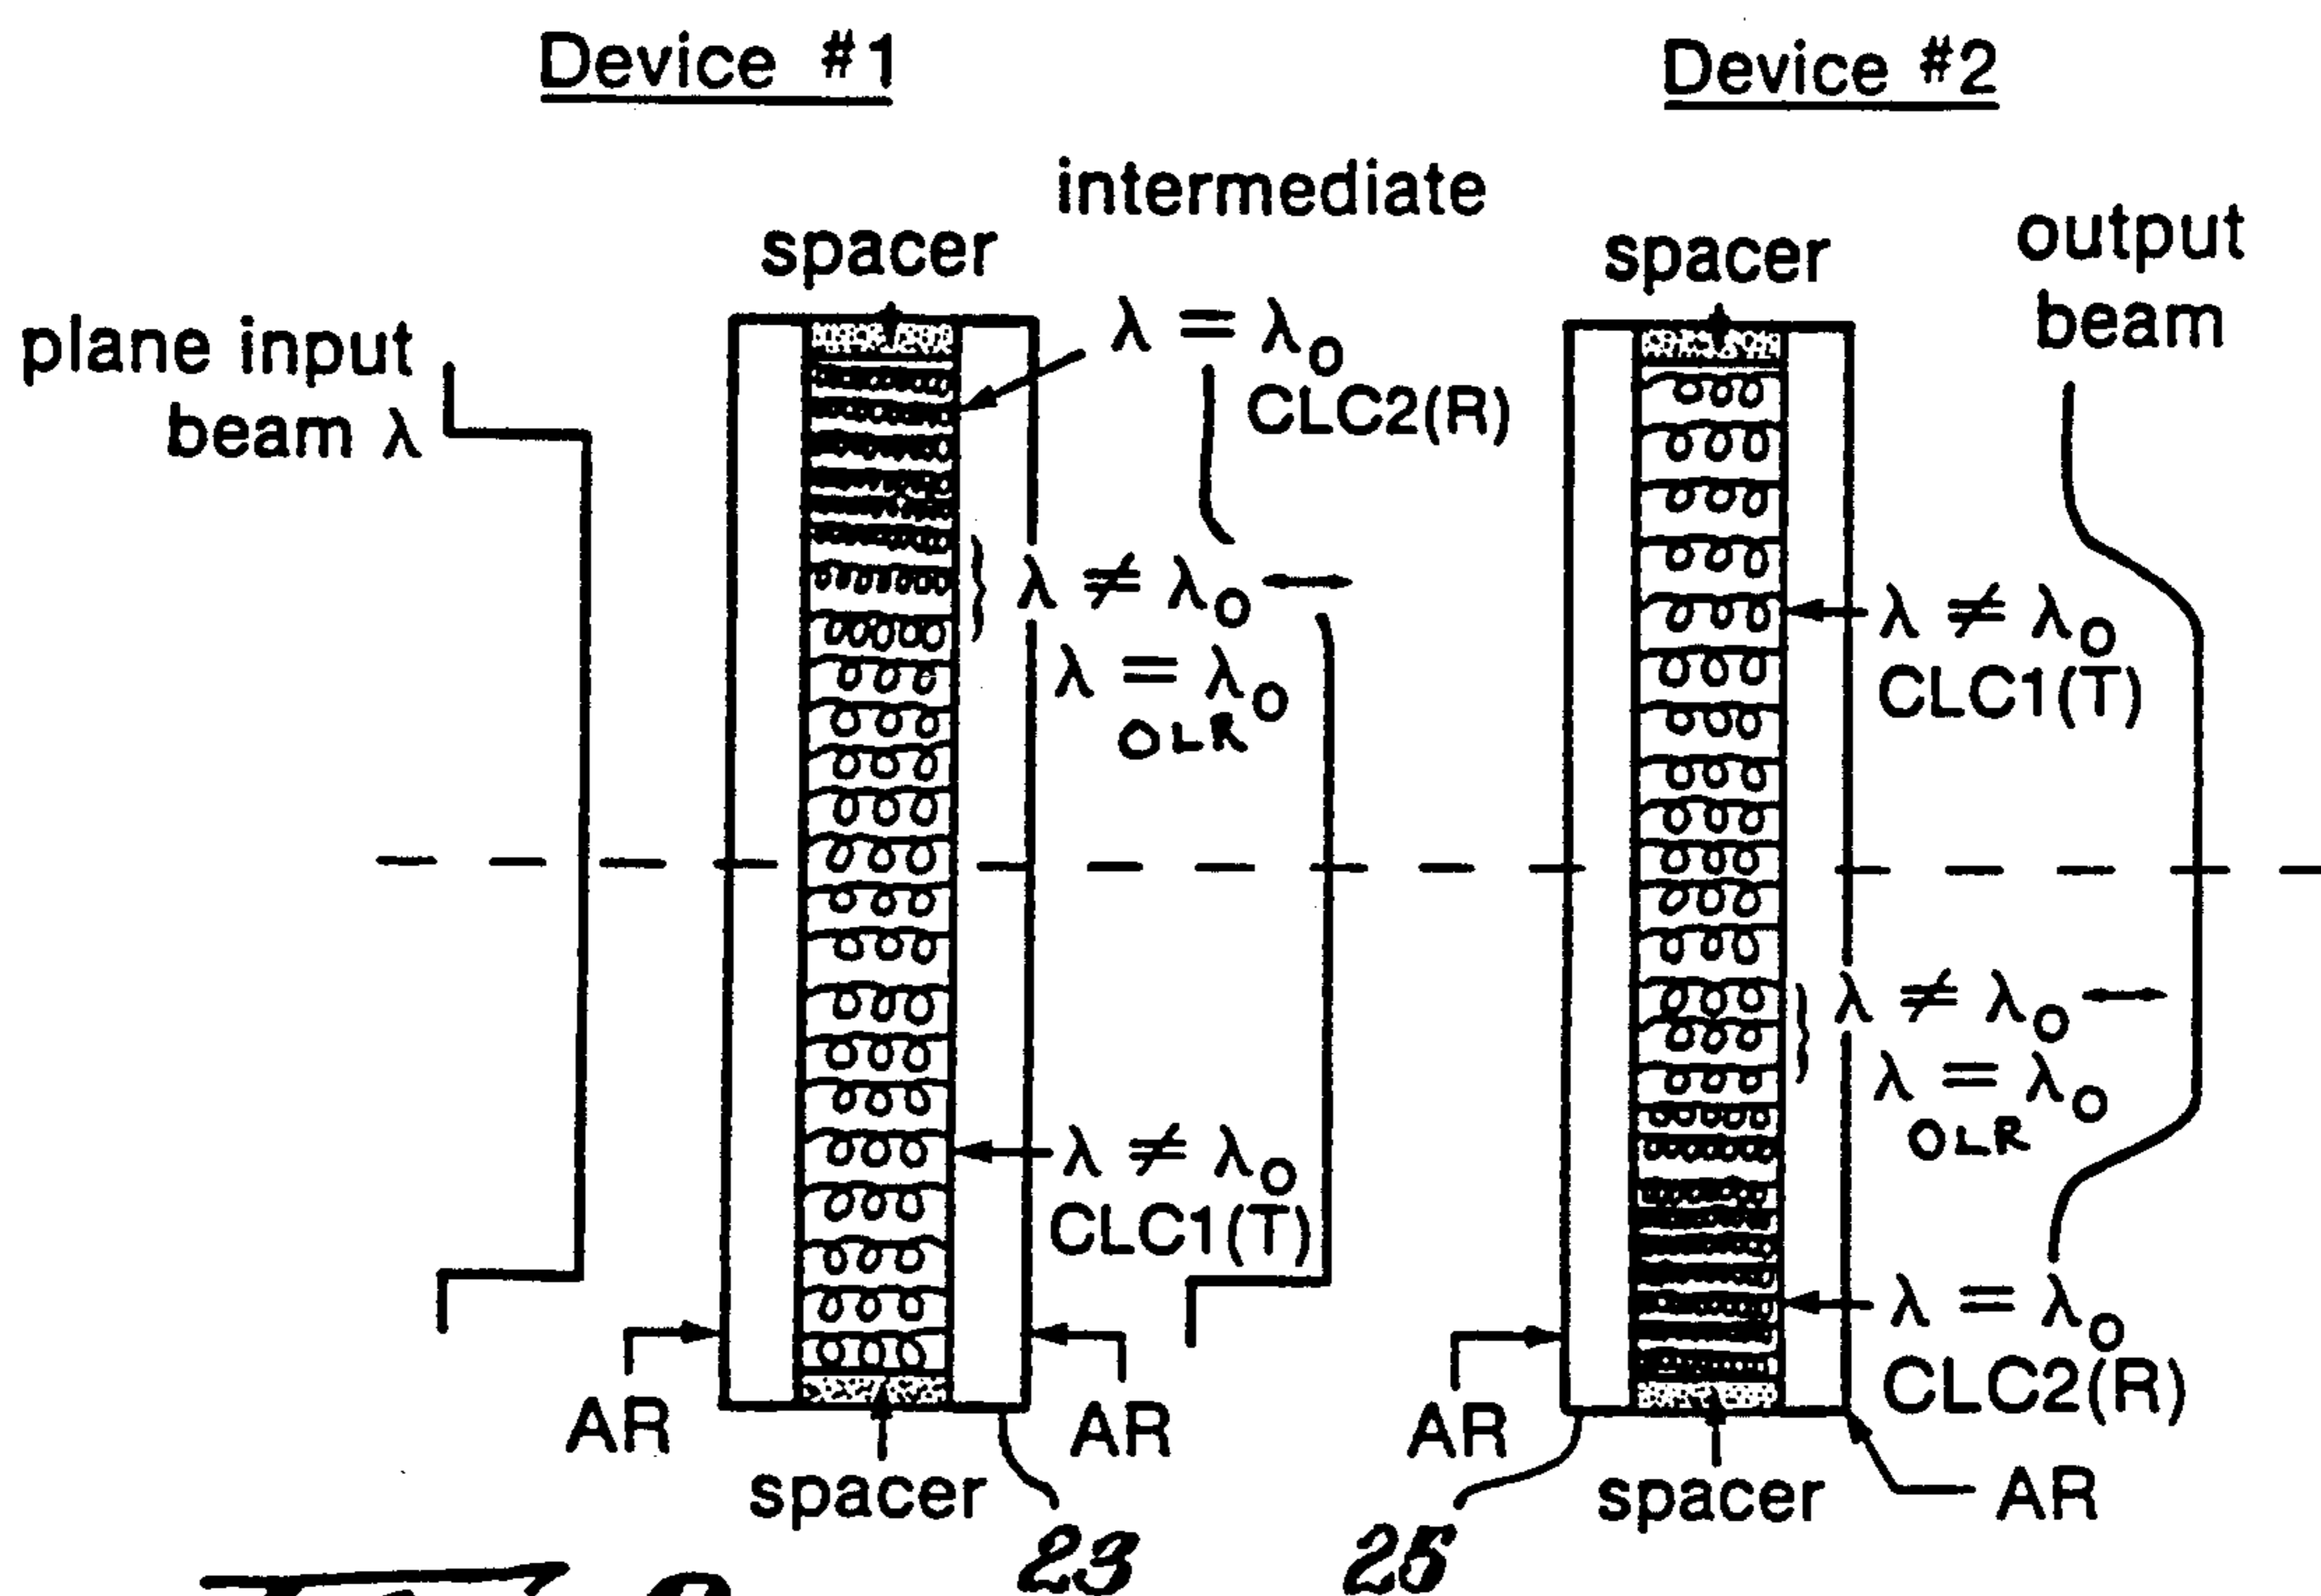 Device #1
Device #2
intermediate
spacer
spacer
output
beam
plane input
beam λ
λ = λo
CLC2(R)
λ ≠ λo
λ = λo
OLR
λ ≠ λo
CLC1(T)
λ ≠ λo
CLC1(T)
λ ≠ λo
λ = λo
OLR
λ = λo
CLC2(R)
AR
AR
AR
AR
spacer
spacer
23
25